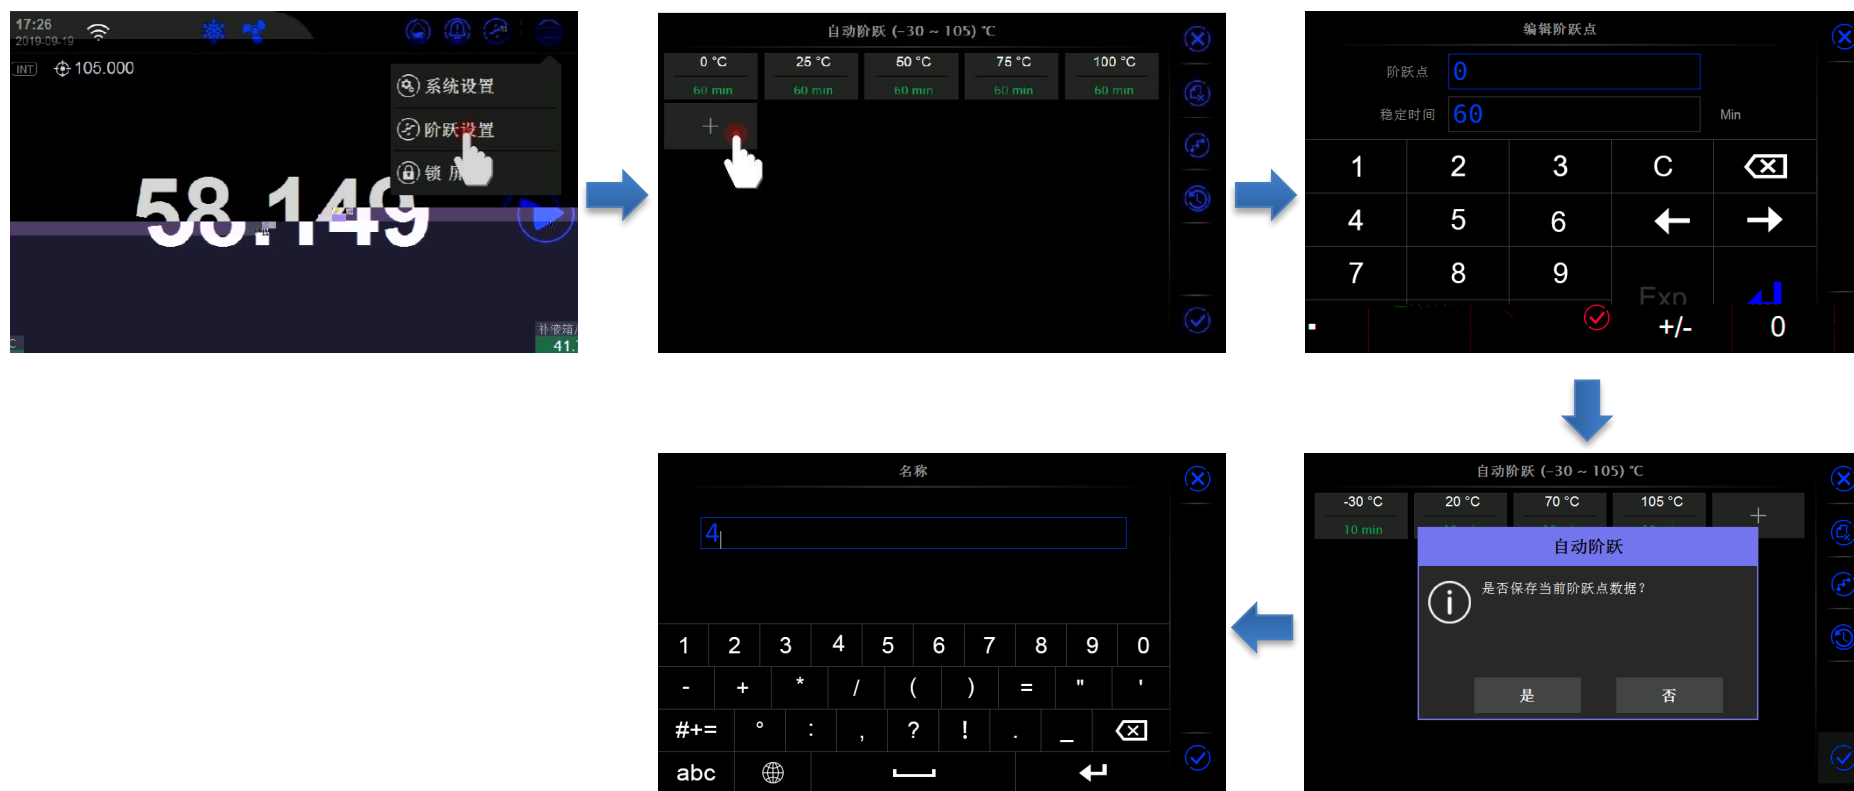 17:26
2019-09-19
INT 105.000
系统设置
阶跃设置
锁屏
58.149
补液箱
41.
C
自动阶跃 (-30 ~ 105) ℃
0 °C 25 °C 50 °C 75 °C 100 °C
60 min 60 min 60 min 60 min 60 min
+
编辑阶跃点
阶跃点 0
稳定时间 60 Min
1 2 3 C
4 5 6 ← →
7 8 9 Exp
. +/- 0
自动阶跃 (-30 ~ 105) ℃
-30 °C 20 °C 70 °C 105 °C +
10 min
自动阶跃
是否保存当前阶跃点数据?
是 否
名称
4
1 2 3 4 5 6 7 8 9 0
- + * / ( ) = " '
#+= ° : , ? ! . _
abc